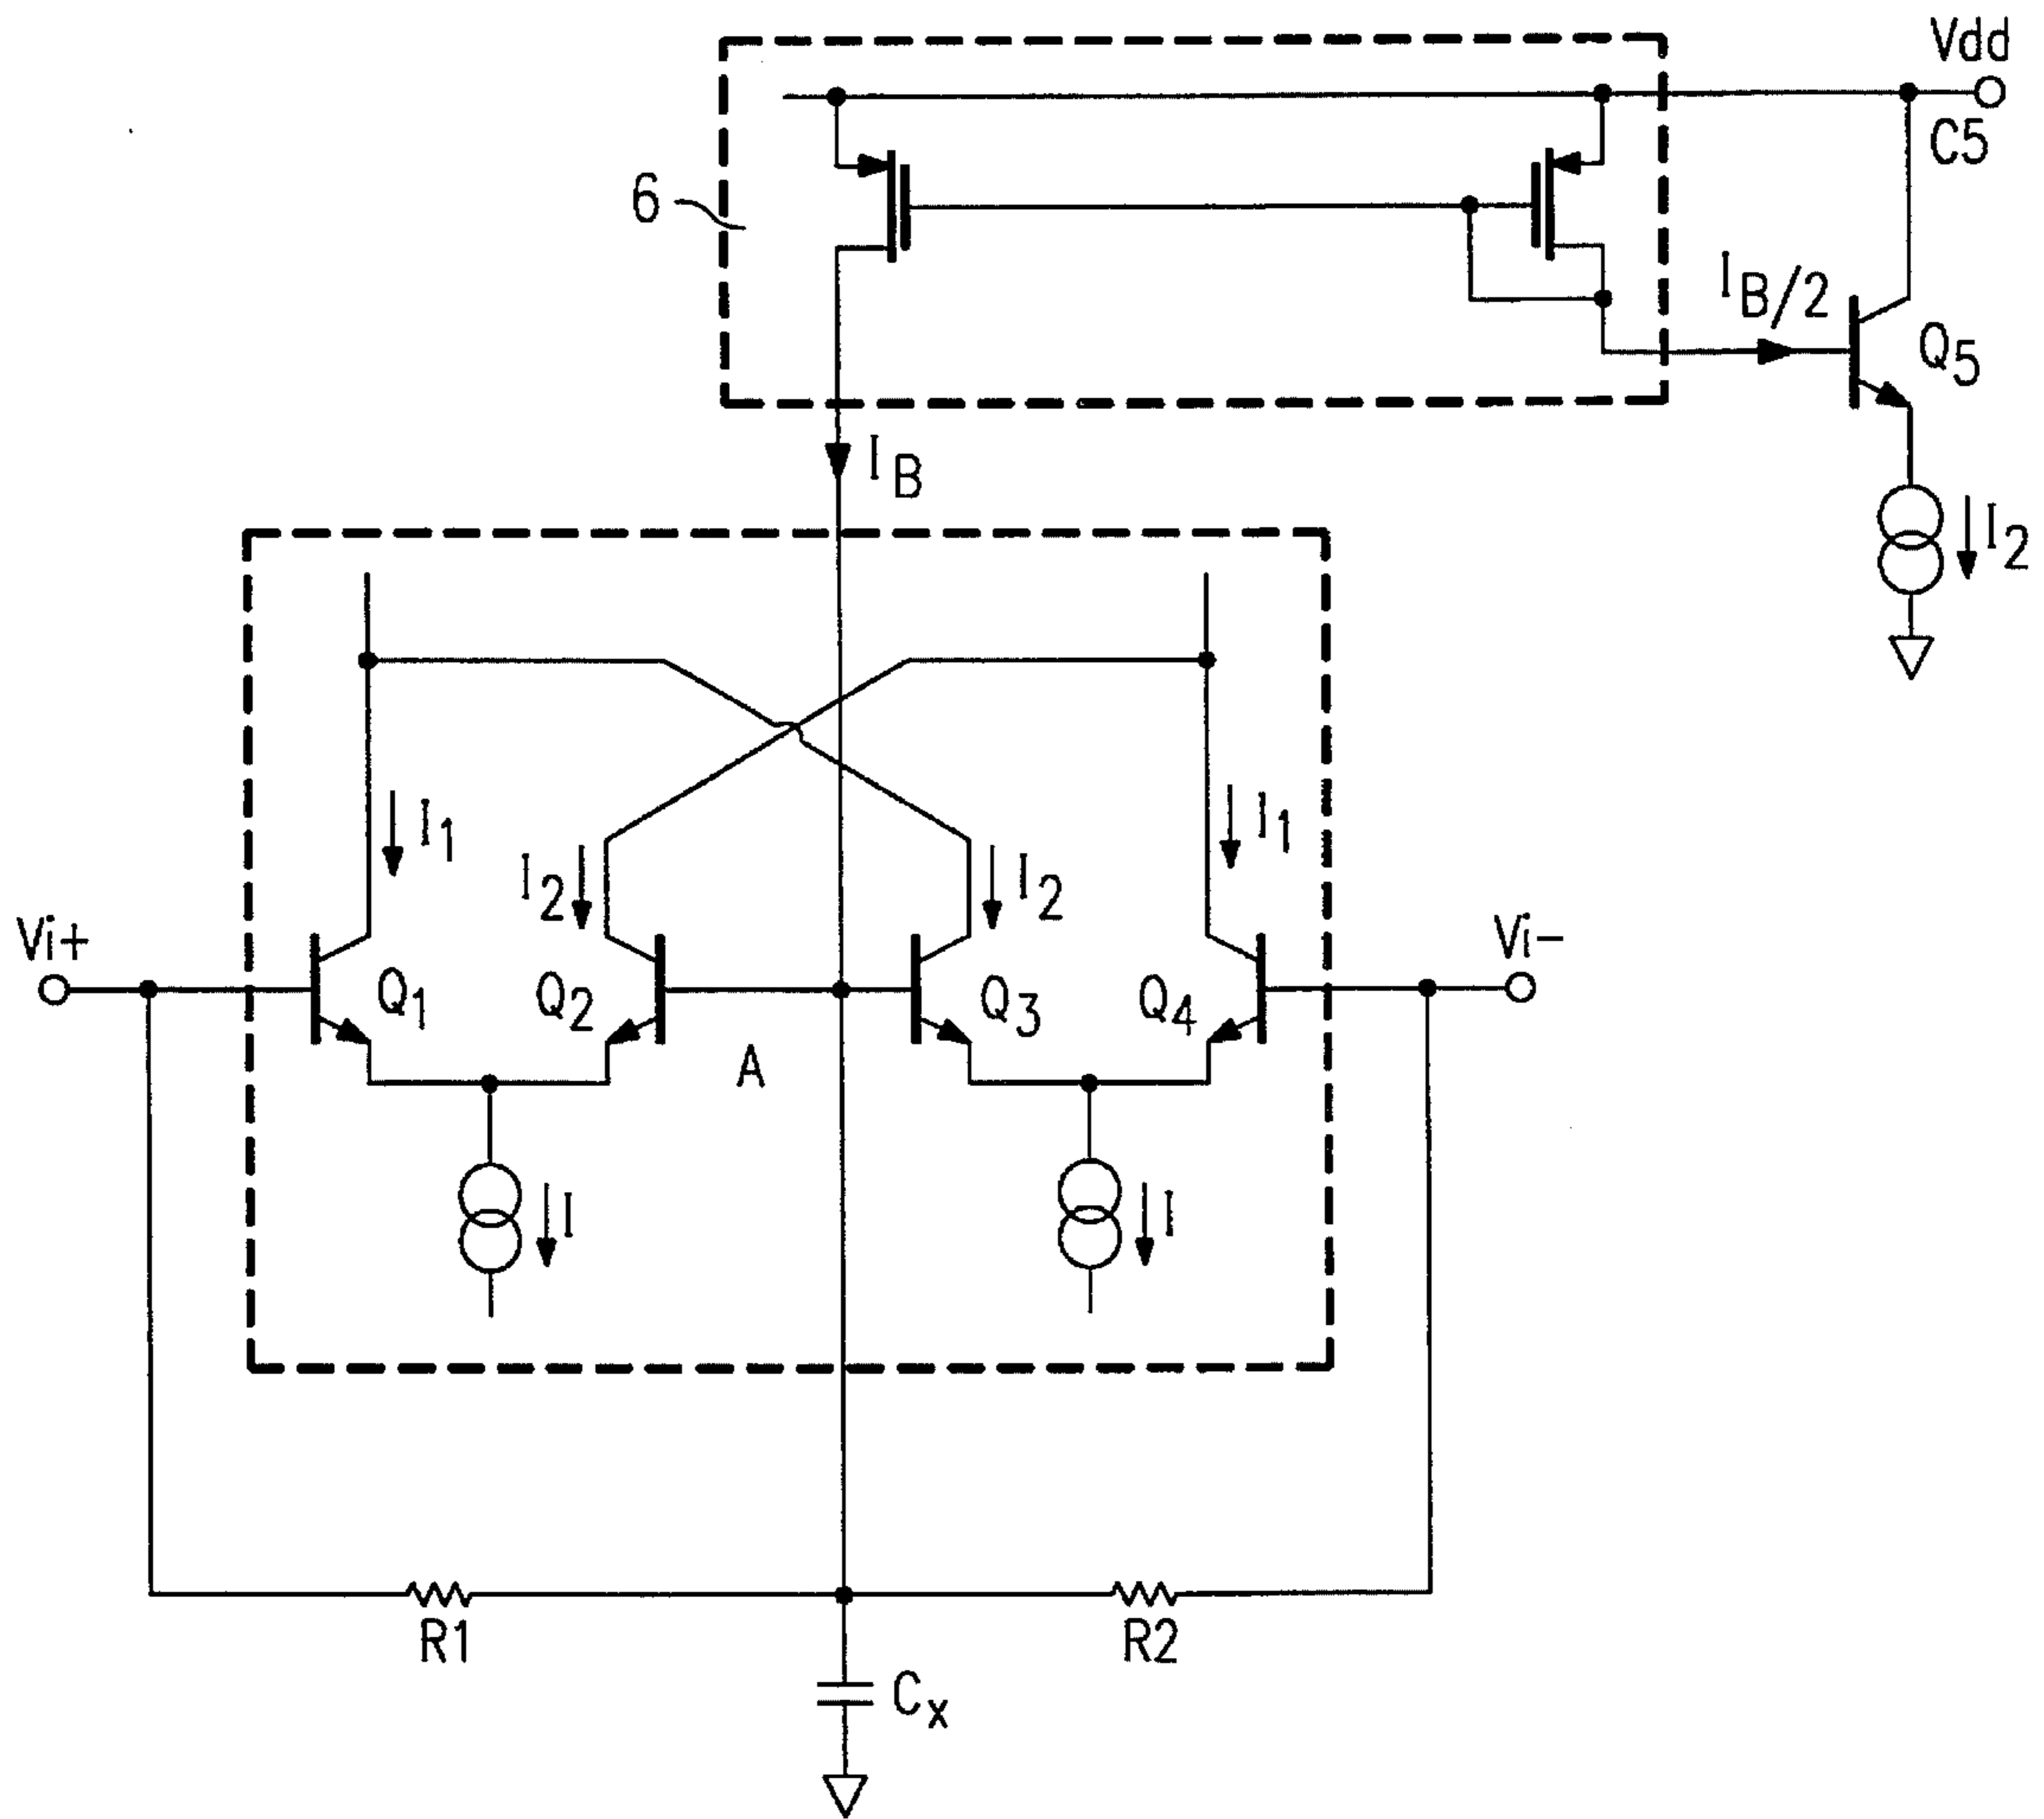 Vdd
C5
6
I_B/2
Q5
I_B
I2
I1
I1
I2
I2
Vi+
Vi-
Q1
Q2
Q3
Q4
A
I
I
R1
R2
Cx